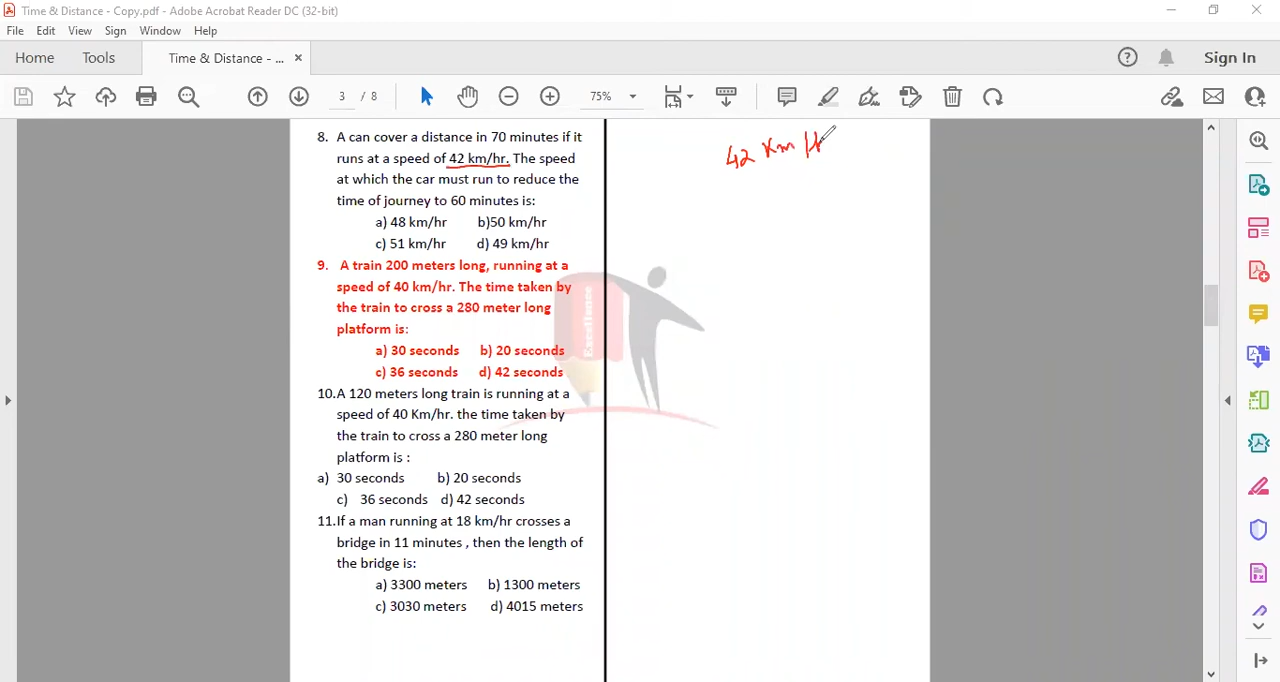 Time & Distance - Copy.pdf - Adobe Acrobat Reader DC (32-bit)
File Edit View Sign Window Help
Home Tools Time & Distance - ... × Sign In
3 / 8 75%
8. A can cover a distance in 70 minutes if it
runs at a speed of 42 km/hr. The speed
at which the car must run to reduce the
time of journey to 60 minutes is:
a) 48 km/hr b)50 km/hr
c) 51 km/hr d) 49 km/hr
9. A train 200 meters long, running at a
speed of 40 km/hr. The time taken by
the train to cross a 280 meter long
platform is:
a) 30 seconds b) 20 seconds
c) 36 seconds d) 42 seconds
10.A 120 meters long train is running at a
speed of 40 Km/hr. the time taken by
the train to cross a 280 meter long
platform is :
a) 30 seconds b) 20 seconds
c) 36 seconds d) 42 seconds
11.If a man running at 18 km/hr crosses a
bridge in 11 minutes , then the length of
the bridge is:
a) 3300 meters b) 1300 meters
c) 3030 meters d) 4015 meters
42 Km
Excellence